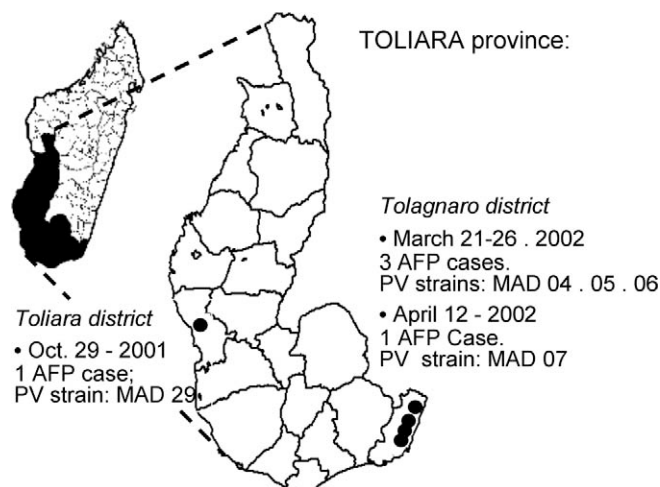 TOLIARA province:
Tolagnaro district
• March 21-26 . 2002
3 AFP cases.
PV strains: MAD 04 . 05 . 06
• April 12 - 2002
1 AFP Case.
PV strain: MAD 07
Toliara district
• Oct. 29 - 2001
1 AFP case;
PV strain: MAD 29